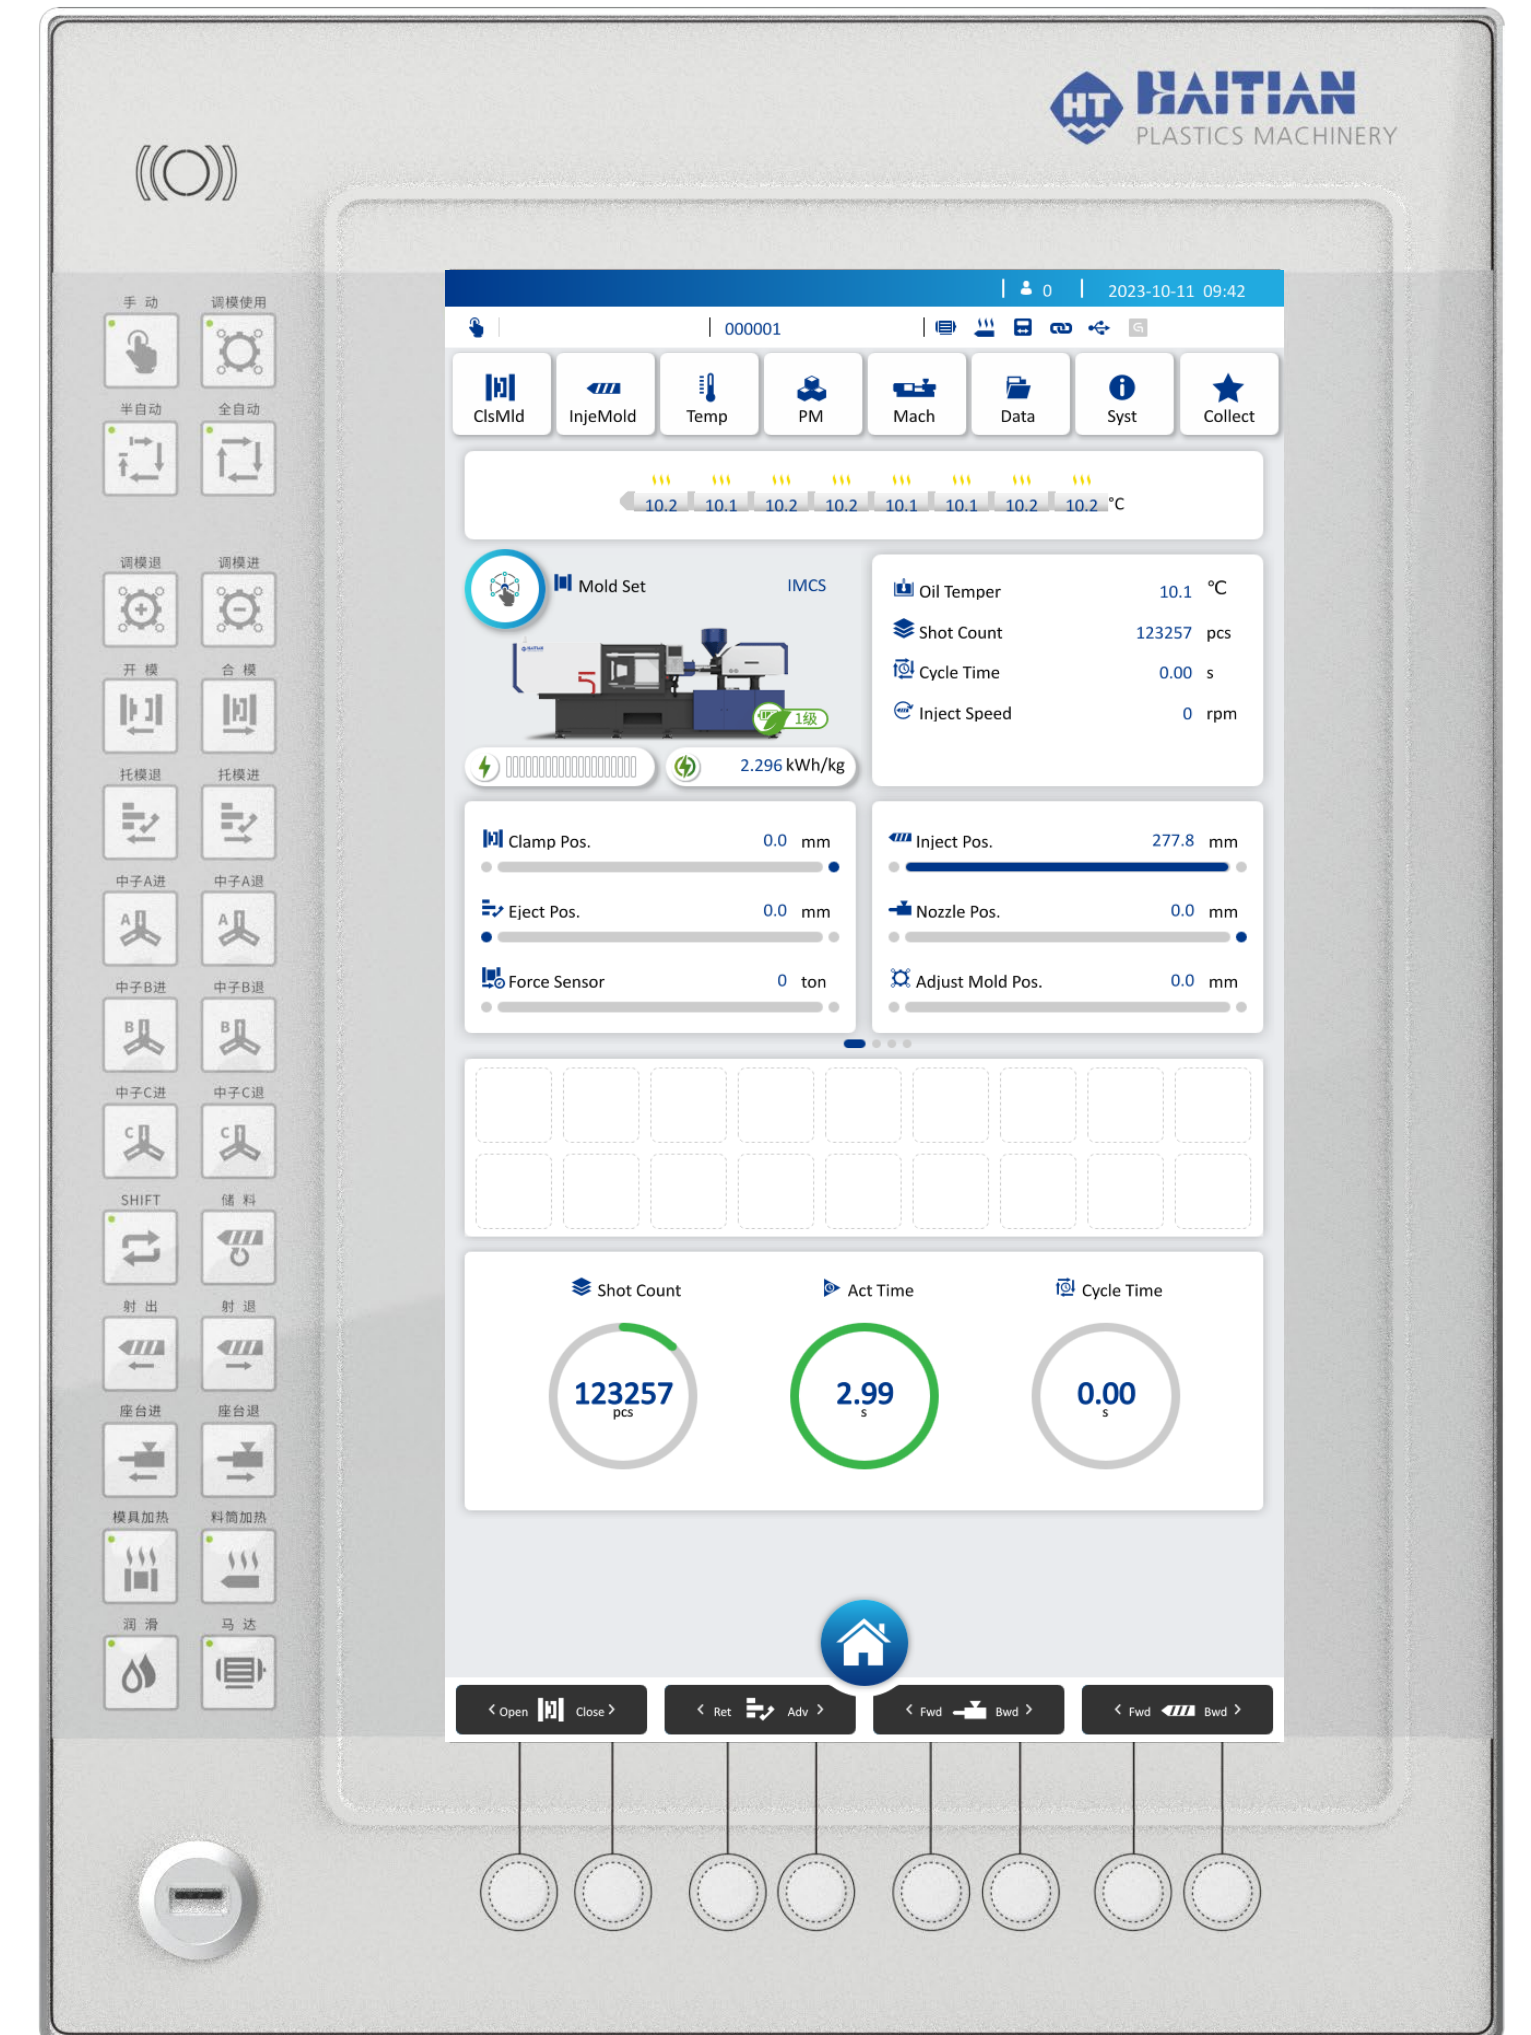 HT HAITIAN
PLASTICS MACHINERY
手 动 调模使用
半自动 全自动
调模退 调模进
开 模 合 模
托模退 托模进
中子A进 中子A退
A A
中子B进 中子B退
B B
中子C进 中子C退
C C
SHIFT 储 料
射 出 射 退
座台进 座台退
模具加热 料筒加热
润 滑 马 达
0 2023-10-11 09:42
000001
ClsMld InjeMold Temp PM Mach Data Syst Collect
10.2 10.1 10.2 10.2 10.1 10.1 10.2 10.2 °C
Mold Set IMCS
HAITIAN
5
1级
2.296 kWh/kg
Oil Temper 10.1 °C
Shot Count 123257 pcs
Cycle Time 0.00 s
Inject Speed 0 rpm
Clamp Pos. 0.0 mm
Eject Pos. 0.0 mm
Force Sensor 0 ton
Inject Pos. 277.8 mm
Nozzle Pos. 0.0 mm
Adjust Mold Pos. 0.0 mm
Shot Count Act Time Cycle Time
123257 2.99 0.00
pcs s s
< Open Close > < Ret Adv > < Fwd Bwd > < Fwd Bwd >